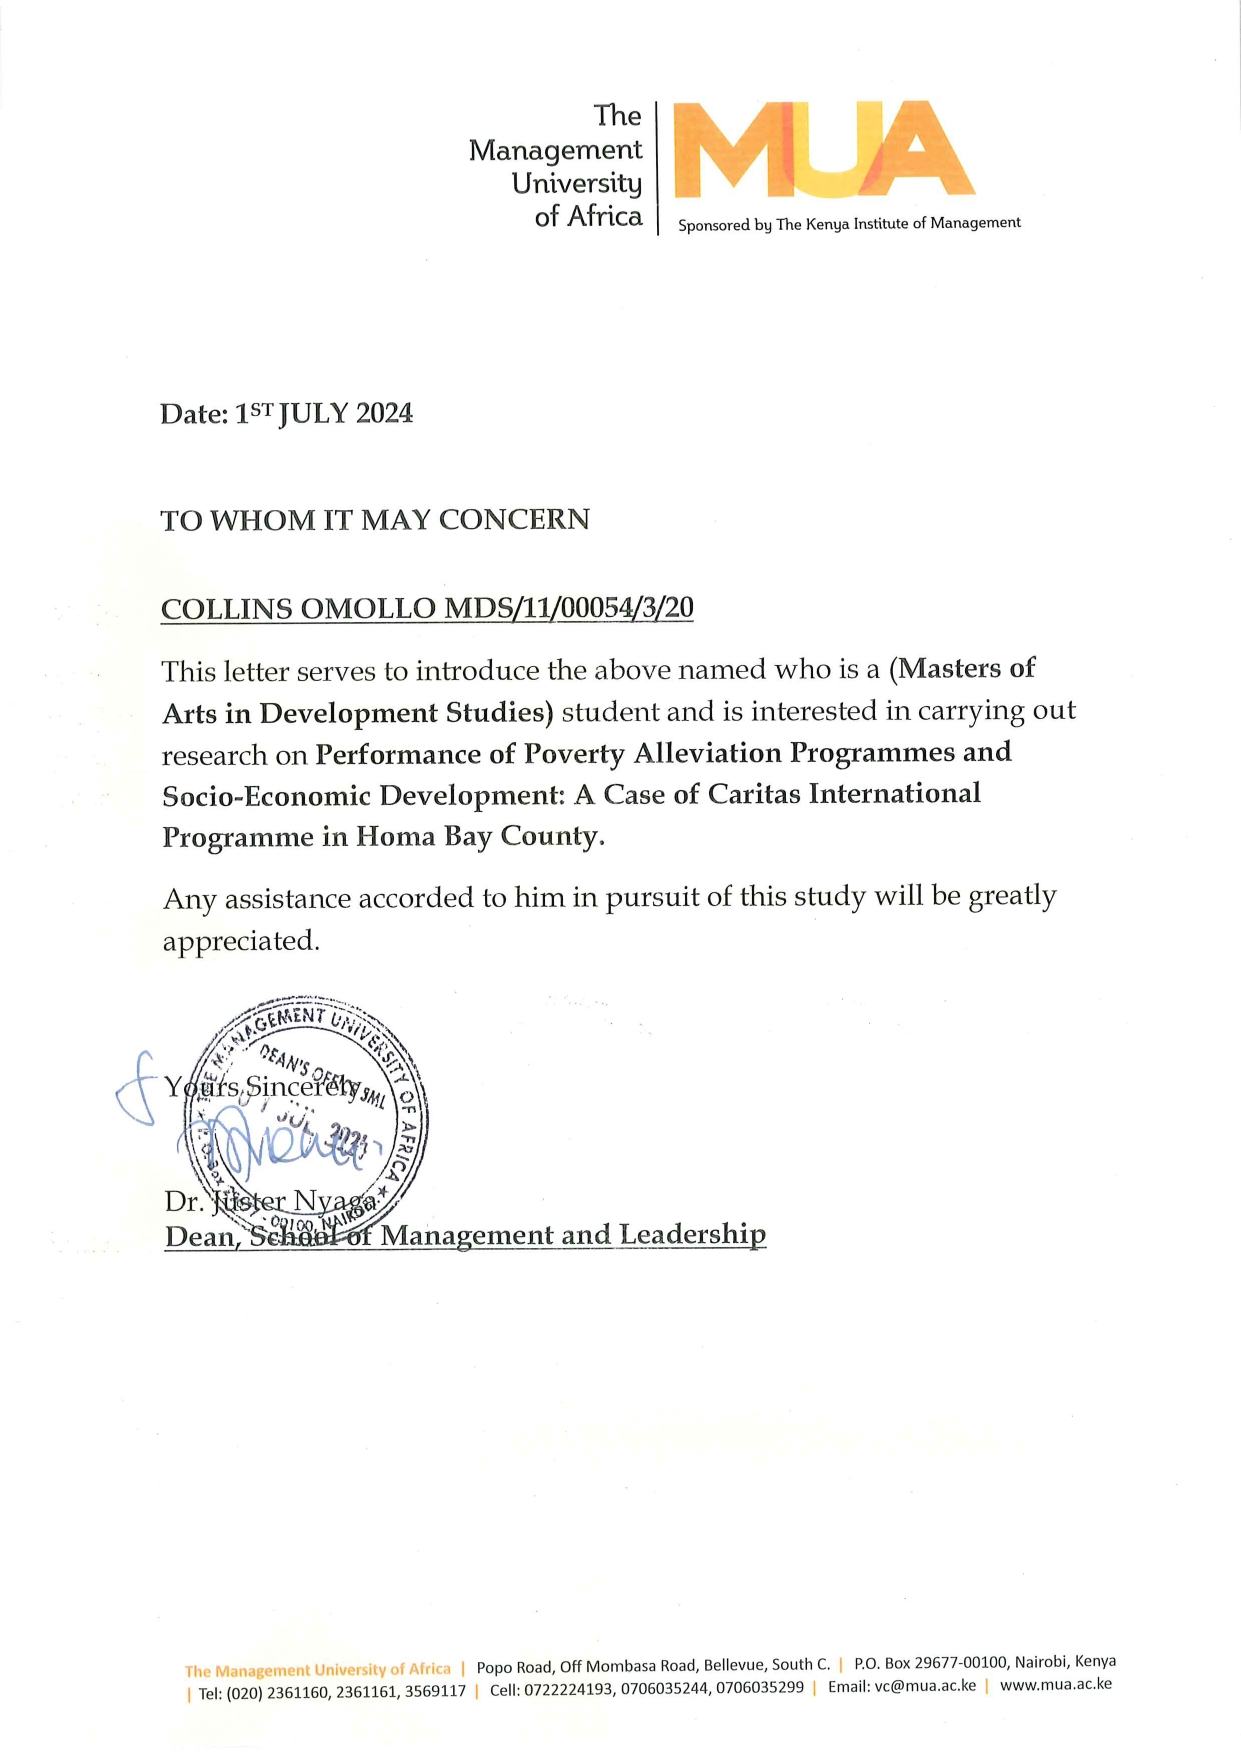 The
Management
University
of Africa
MUA
Sponsored by The Kenya Institute of Management
Date: 1ST JULY 2024
TO WHOM IT MAY CONCERN
COLLINS OMOLLO MDS/11/00054/3/20
This letter serves to introduce the above named who is a (Masters of
Arts in Development Studies) student and is interested in carrying out
research on Performance of Poverty Alleviation Programmes and
Socio-Economic Development: A Case of Caritas International
Programme in Homa Bay County.
Any assistance accorded to him in pursuit of this study will be greatly
appreciated.
THE MANAGEMENT UNIVERSITY OF AFRICA
DEAN'S OFFICE SML
Yours Sincerely
01 JUL 2024
00100, NAIROBI
Dr. Juster Nyaga
Dean, School of Management and Leadership
The Management University of Africa | Popo Road, Off Mombasa Road, Bellevue, South C. | P.O. Box 29677-00100, Nairobi, Kenya
| Tel: (020) 2361160, 2361161, 3569117 | Cell: 0722224193, 0706035244, 0706035299 | Email: vc@mua.ac.ke | www.mua.ac.ke